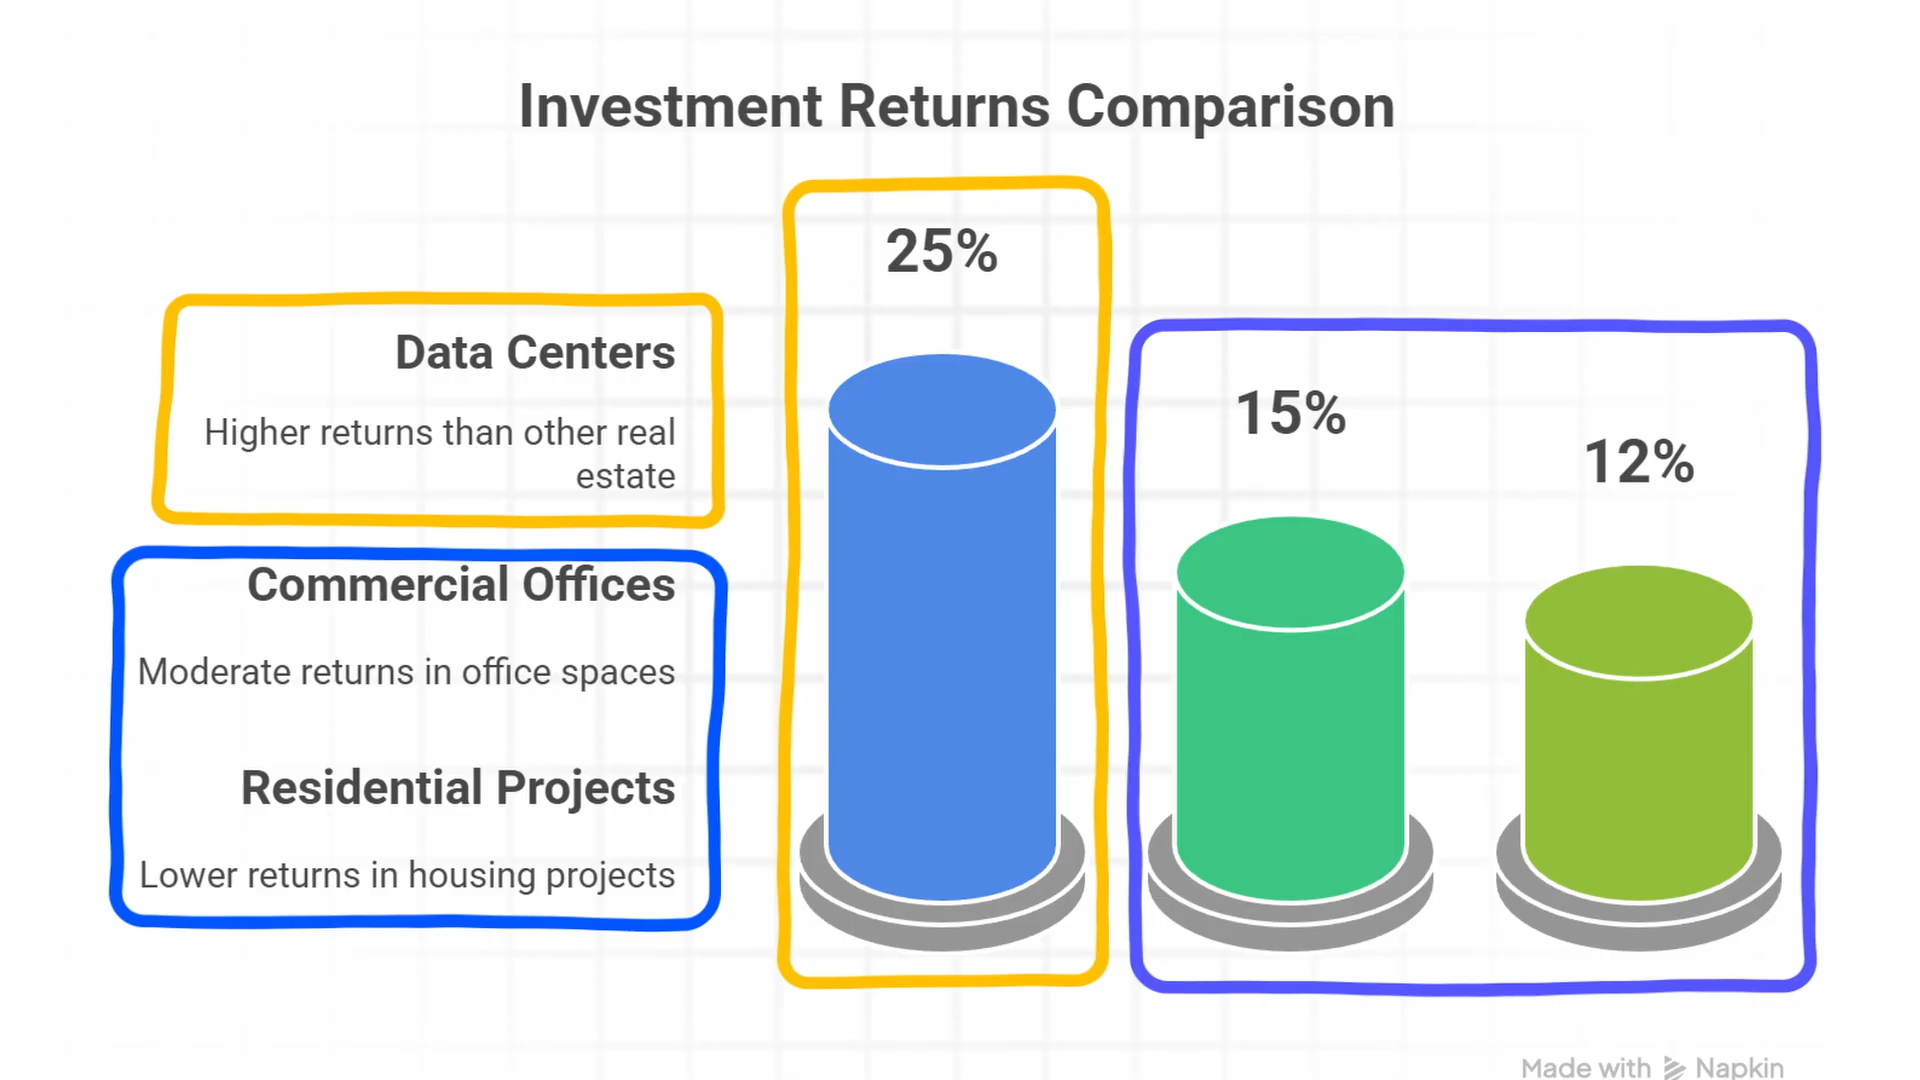 Investment Returns Comparison
Data Centers
Higher returns than other real
estate
Commercial Offices
Moderate returns in office spaces
Residential Projects
Lower returns in housing projects
25%
15%
12%
Made with Napkin